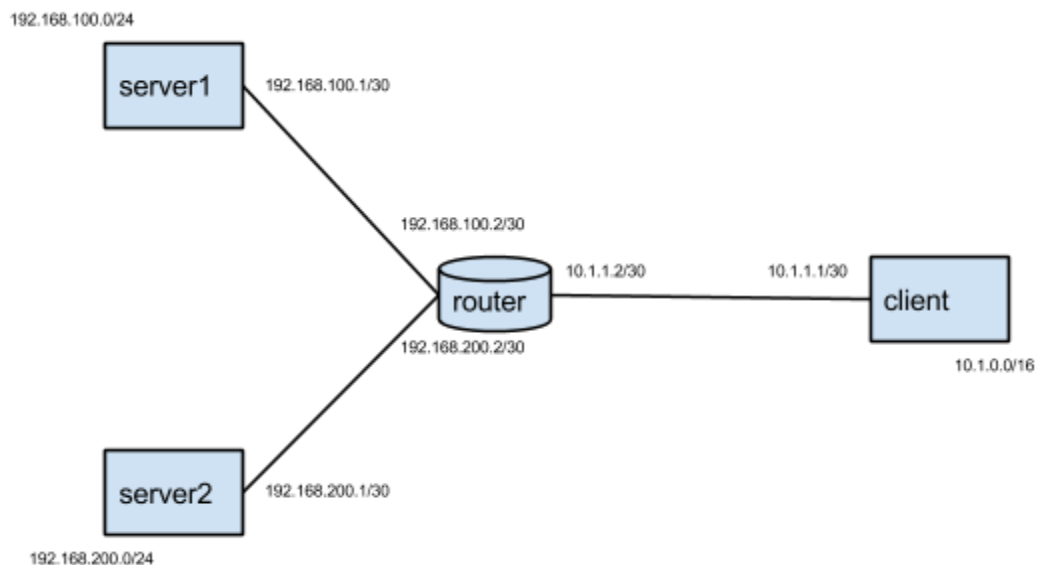 192.168.100.0/24
server1
192.168.100.1/30
192.168.100.2/30
10.1.1.2/30
10.1.1.1/30
router
client
192.168.200.2/30
10.1.0.0/16
server2
192.168.200.1/30
192.168.200.0/24